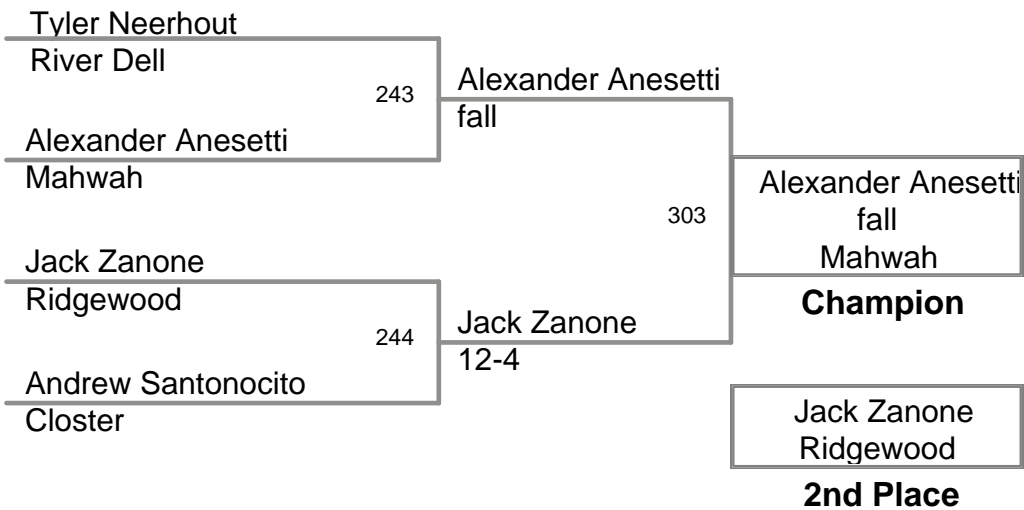 Tyler Neerhout
River Dell
243
Alexander Anesetti
Mahwah
Jack Zanone
Ridgewood
244
Andrew Santonocito
Closter
Alexander Anesetti
fall
303
Jack Zanone
12-4
Alexander Anesetti
fall
Mahwah
Champion
Jack Zanone
Ridgewood
2nd Place